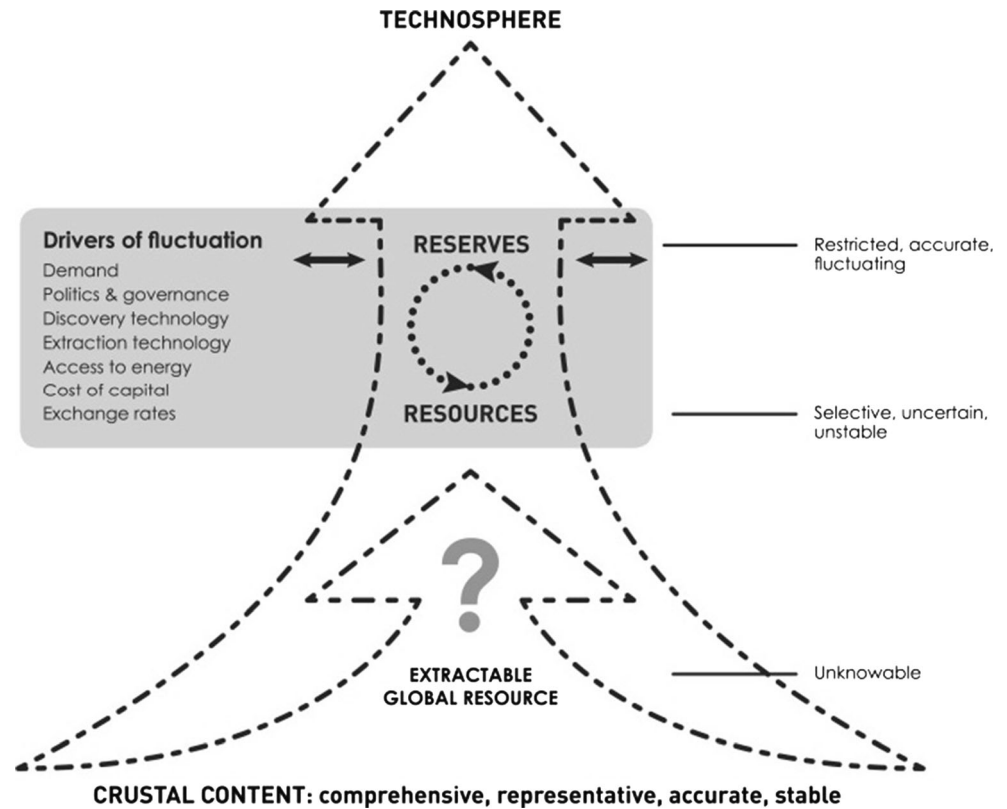 TECHNOSPHERE
Drivers of fluctuation
Demand
Politics & governance
Discovery technology
Extraction technology
Access to energy
Cost of capital
Exchange rates
RESERVES
RESOURCES
Restricted, accurate,
fluctuating
Selective, uncertain,
unstable
?
EXTRACTABLE
GLOBAL RESOURCE
Unknowable
CRUSTAL CONTENT: comprehensive, representative, accurate, stable